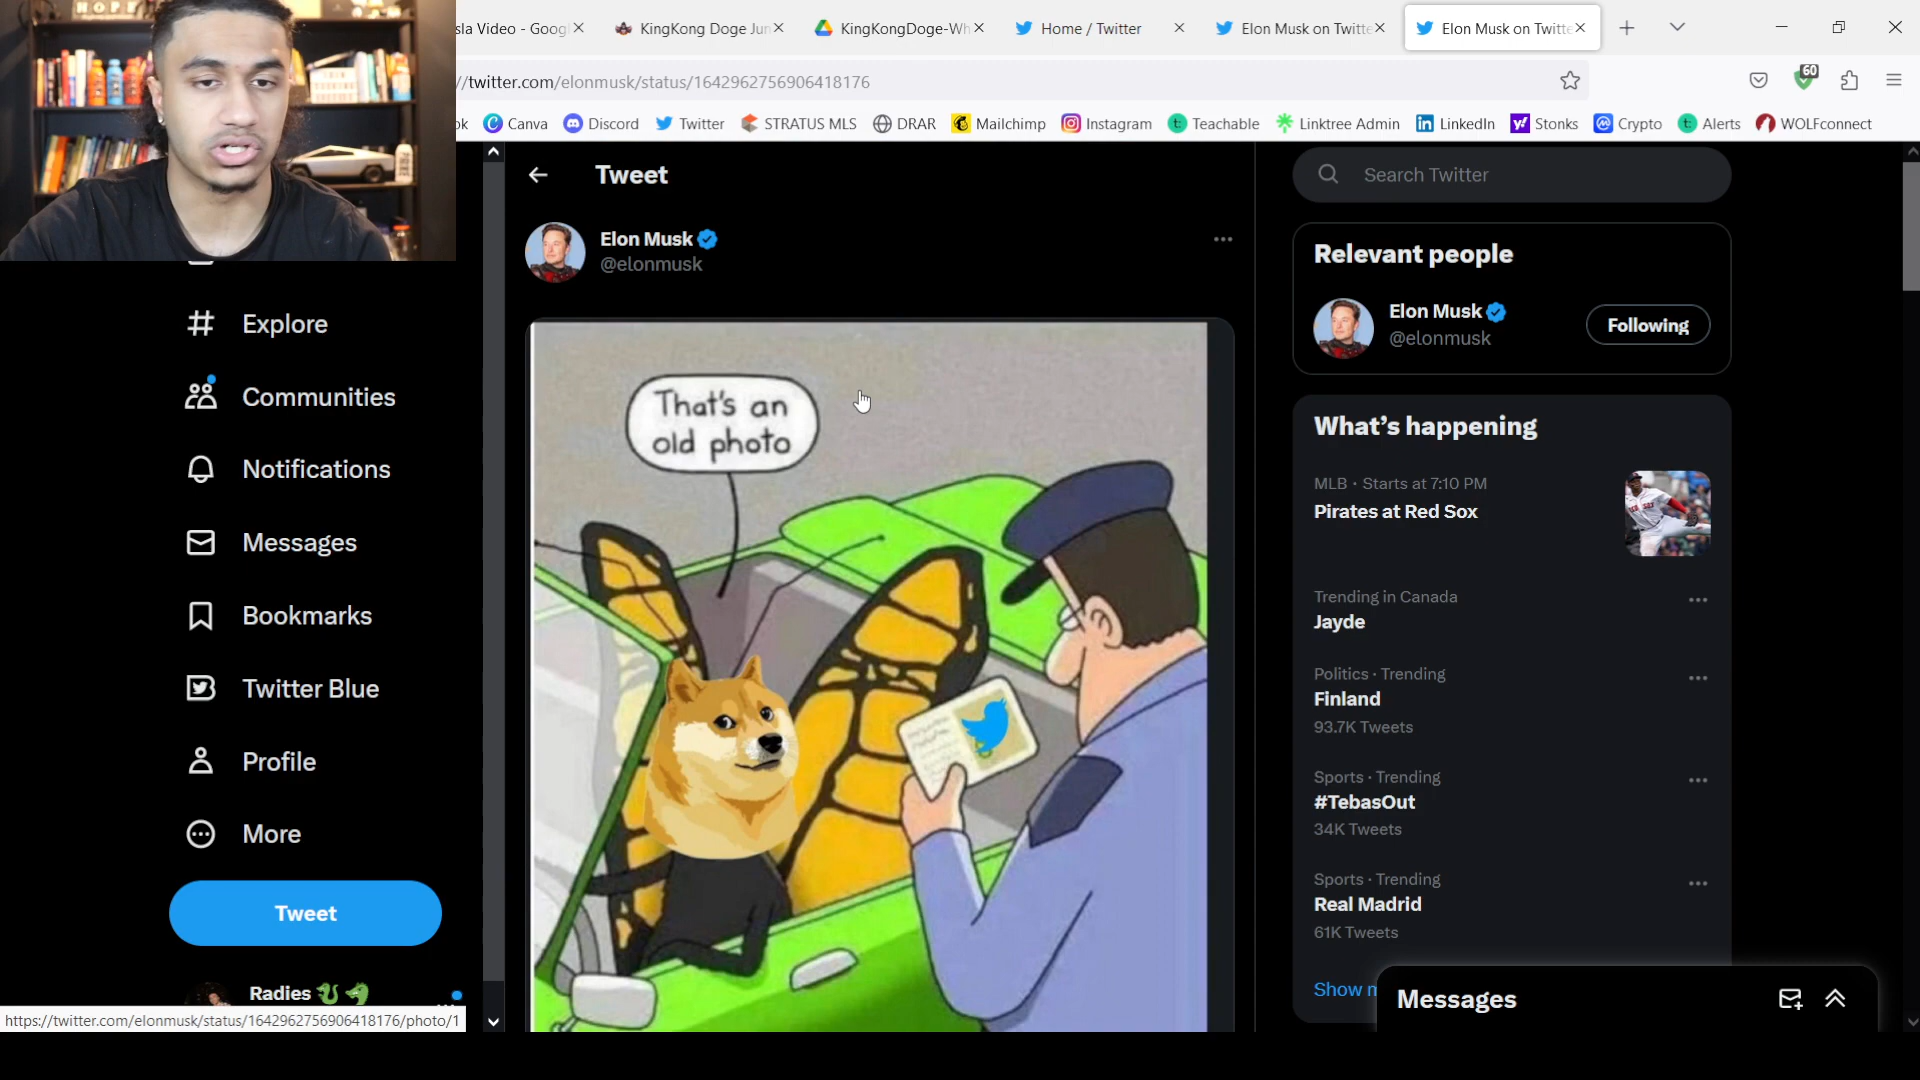 HOPE
sla Video - Goog
KingKong Doge Jun
KingKongDoge-Wh
Home / Twitter
Elon Musk on Twitte
Elon Musk on Twitte
//twitter.com/elonmusk/status/1642962756906418176
60
ok
Canva
Discord
Twitter
STRATUS MLS
DRAR
Mailchimp
Instagram
Teachable
Linktree Admin
LinkedIn
Stonks
Crypto
Alerts
WOLFconnect
Explore
Communities
Notifications
Messages
Bookmarks
Twitter Blue
Profile
More
Tweet
Radies
https://twitter.com/elonmusk/status/1642962756906418176/photo/1
Tweet
Elon Musk
@elonmusk
That's an
old photo
Search Twitter
Relevant people
Elon Musk
@elonmusk
Following
What's happening
MLB · Starts at 7:10 PM
Pirates at Red Sox
Trending in Canada
Jayde
Politics · Trending
Finland
93.7K Tweets
Sports · Trending
#TebasOut
34K Tweets
Sports · Trending
Real Madrid
61K Tweets
Show m
Messages